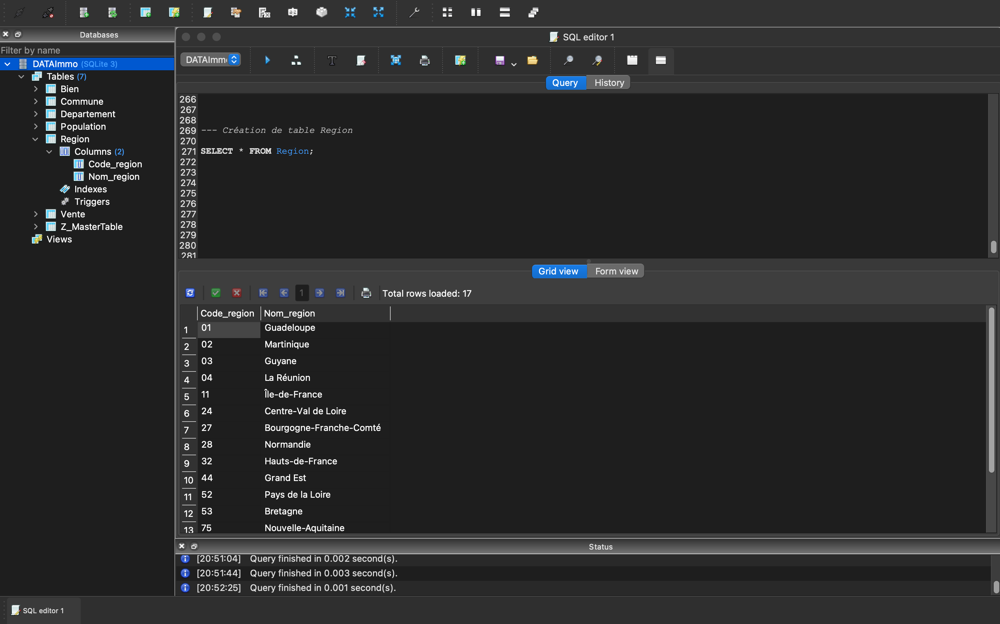 Databases
Filter by name
DATAImmo (SQLite 3)
Tables (7)
Bien
Commune
Departement
Population
Region
Columns (2)
Code_region
Nom_region
Indexes
Triggers
Vente
Z_MasterTable
Views
SQL editor 1
DATAImm
Query History
266
267
268
269 --- Création de table Region
270
271 SELECT * FROM Region;
272
273
274
275
276
277
278
279
280
281
Grid view Form view
1 Total rows loaded: 17
Code_region Nom_region
1 01 Guadeloupe
2 02 Martinique
3 03 Guyane
4 04 La Réunion
5 11 Île-de-France
6 24 Centre-Val de Loire
7 27 Bourgogne-Franche-Comté
8 28 Normandie
9 32 Hauts-de-France
10 44 Grand Est
11 52 Pays de la Loire
12 53 Bretagne
13 75 Nouvelle-Aquitaine
Status
[20:51:04] Query finished in 0.002 second(s).
[20:51:44] Query finished in 0.003 second(s).
[20:52:25] Query finished in 0.001 second(s).
SQL editor 1